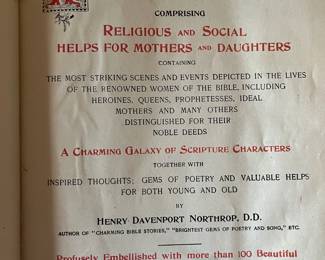 COMPRISING
RELIGIOUS AND SOCIAL
HELPS FOR MOTHERS AND DAUGHTERS
CONTAINING
THE MOST STRIKING SCENES AND EVENTS DEPICTED IN THE LIVES
OF THE RENOWNED WOMEN OF THE BIBLE, INCLUDING
HEROINES, QUEENS, PROPHETESSES, IDEAL
MOTHERS AND MANY OTHERS
DISTINGUISHED FOR THEIR
NOBLE DEEDS
A CHARMING GALAXY OF SCRIPTURE CHARACTERS
TOGETHER WITH
INSPIRED THOUGHTS; GEMS OF POETRY AND VALUABLE HELPS
FOR BOTH YOUNG AND OLD
BY
HENRY DAVENPORT NORTHROP, D.D.
AUTHOR OF "CHARMING BIBLE STORIES," "BRIGHTEST GEMS OF POETRY AND SONG," ETC.
Profusely Embellished with more than 100 Beautiful